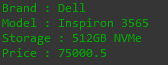 Brand : Dell
Model : Inspiron 3565
Storage : 512GB NVMe
Price : 75000.5